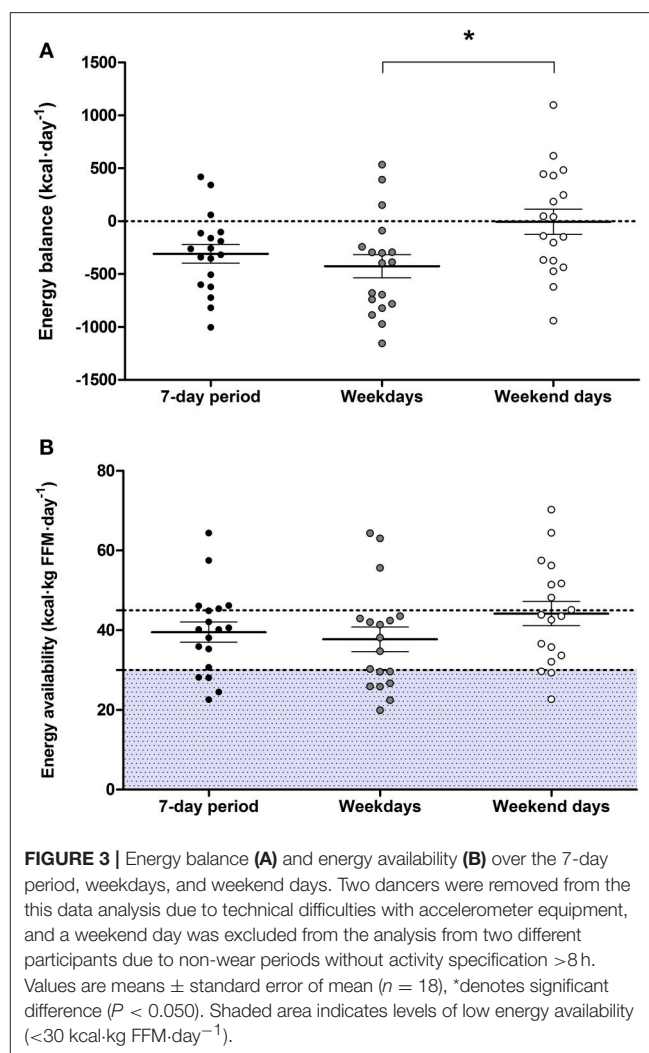 A
*
Energy balance (kcal·day⁻¹)
1500
1000
500
0
-500
-1000
-1500
7-day period Weekdays Weekend days
B
Energy availability (kcal·kg FFM·day⁻¹)
80
60
40
20
0
7-day period Weekdays Weekend days
FIGURE 3 | Energy balance (A) and energy availability (B) over the 7-day
period, weekdays, and weekend days. Two dancers were removed from the
this data analysis due to technical difficulties with accelerometer equipment,
and a weekend day was excluded from the analysis from two different
participants due to non-wear periods without activity specification >8 h.
Values are means ± standard error of mean (n = 18), *denotes significant
difference (P < 0.050). Shaded area indicates levels of low energy availability
(<30 kcal·kg FFM·day⁻¹).